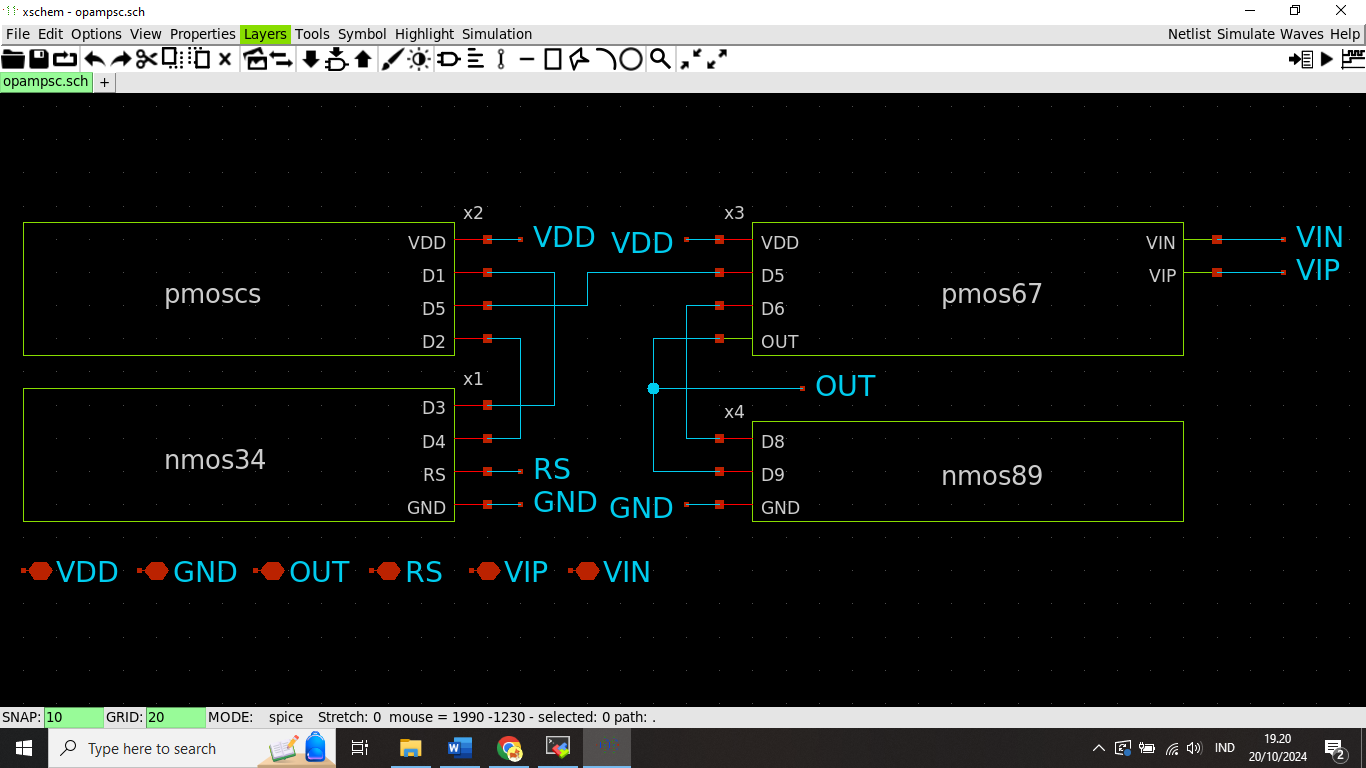 xschem - opampsc.sch
File Edit Options View Properties Layers Tools Symbol Highlight Simulation Netlist Simulate Waves Help
opampsc.sch +
x2
pmoscs
VDD
D1
D5
D2
VDD
x1
nmos34
D3
D4
RS
GND
RS
GND
x3
VDD
VDD
D5
D6
OUT
pmos67
VIN
VIP
VIN
VIP
OUT
x4
D8
D9
GND
GND
nmos89
VDD GND OUT RS VIP VIN
SNAP: 10 GRID: 20 MODE: spice Stretch: 0 mouse = 1990 -1230 - selected: 0 path: .
Type here to search
IND
19.20
20/10/2024
2